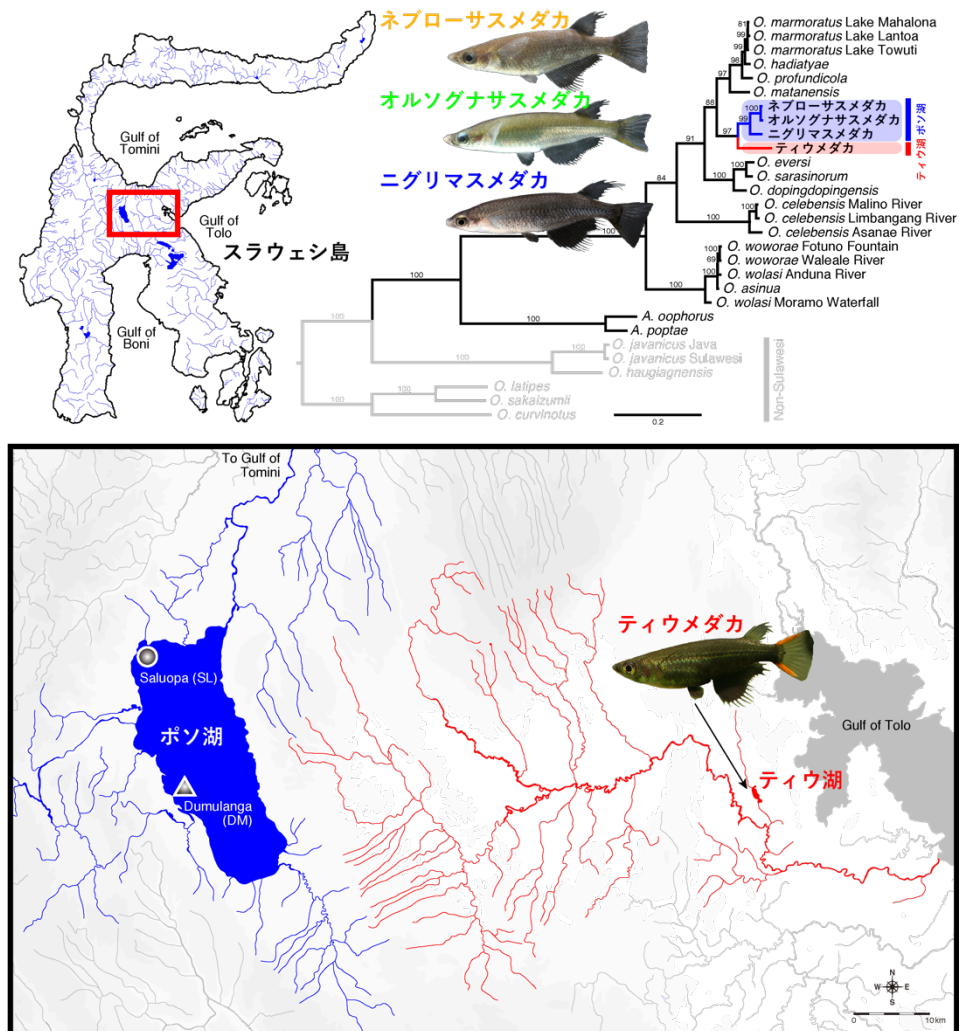 ネブローサスメダカ
オルソグナサスメダカ
ニグリマスメダカ
Gulf of
Tomini
Gulf of
Tolo
スラウェシ島
Gulf of
Boni
81
O. marmoratus Lake Mahalona
99
O. marmoratus Lake Lantoa
99
O. marmoratus Lake Towuti
98
O. hadiatyae
97
O. profundicola
O. matanensis
88
100
ネブローサスメダカ
99
オルソグナサスメダカ
ニグリマスメダカ
ポソ湖
97
ティウメダカ
ティウ湖
91
O. eversi
100
O. sarasinorum
100
O. dopingdopingensis
84
O. celebensis Malino River
100
O. celebensis Limbangang River
100
O. celebensis Asanae River
100
O. woworae Fotuno Fountain
100
69
O. woworae Waleale River
100
O. wolasi Anduna River
100
O. asinua
O. wolasi Moramo Waterfall
100
100
A. oophorus
100
A. poptae
100
O. javanicus Java
100
O. javanicus Sulawesi
100
O. haugiagnensis
100
O. latipes
100
O. sakaizumii
100
O. curvinotus
Non-Sulawesi
0.2
To Gulf of
Tomini
Saluopa (SL)
ポソ湖
Dumulanga
(DM)
ティウメダカ
ティウ湖
Gulf of Tolo
N
W E
S
0 10km